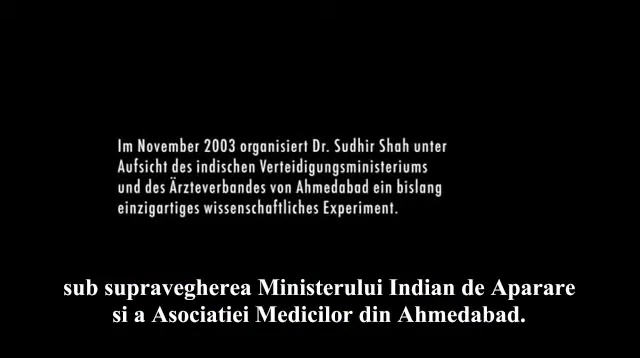 Im November 2003 organisiert Dr. Sudhir Shah unter
Aufsicht des indischen Verteidigungsministeriums
und des Ärzteverbandes von Ahmedabad ein bislang
einzigartiges wissenschaftliches Experiment.
sub supravegherea Ministerului Indian de Aparare
si a Asociatiei Medicilor din Ahmedabad.